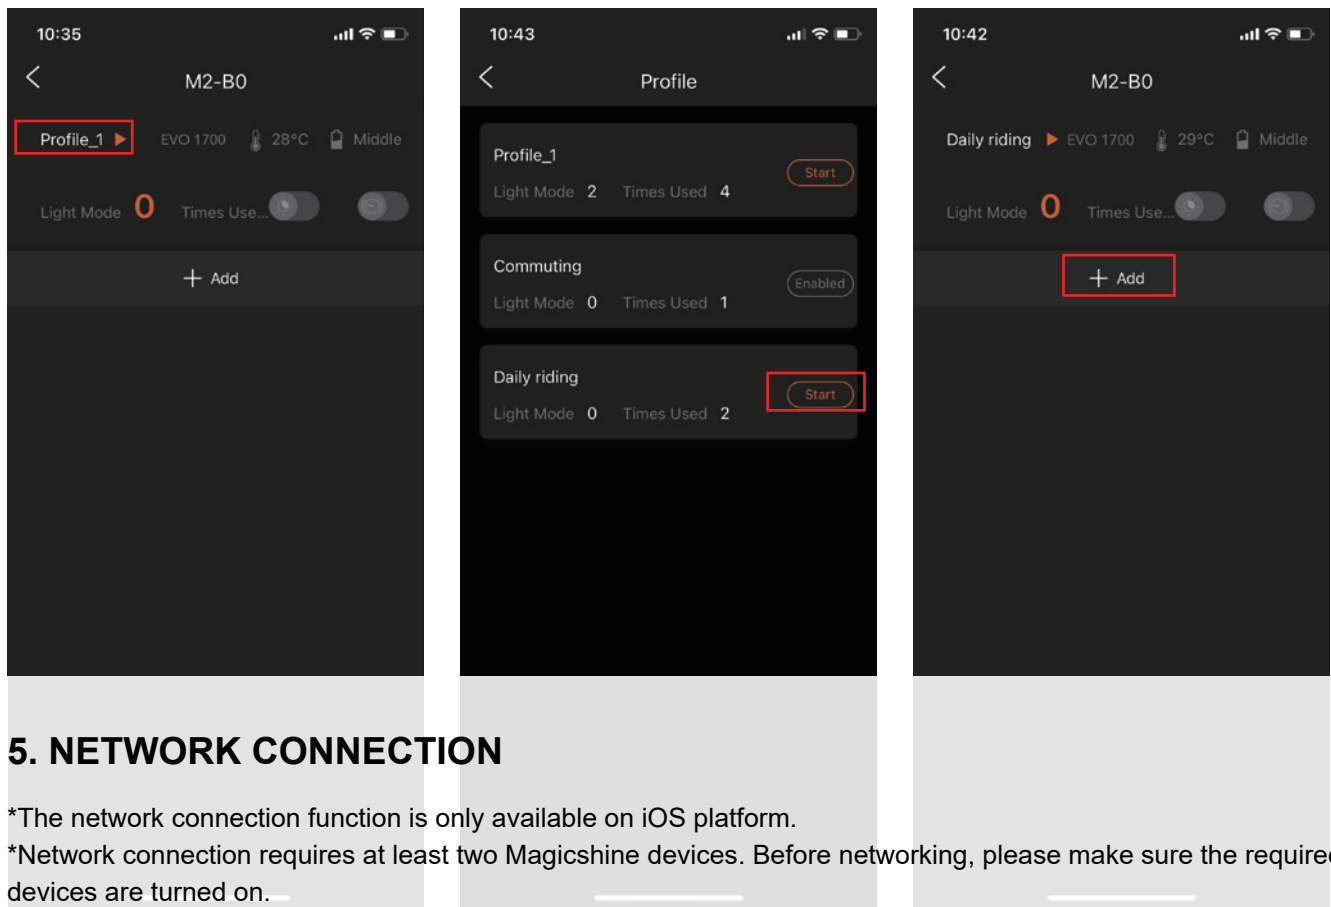 10:35
M2-B0
Profile_1 EVO 1700 28°C Middle
Light Mode 0 Times Use...
+ Add
10:43
Profile
Profile_1
Light Mode 2 Times Used 4
Start
Commuting
Light Mode 0 Times Used 1
Enabled
Daily riding
Light Mode 0 Times Used 2
Start
10:42
M2-B0
Daily riding EVO 1700 29°C Middle
Light Mode 0 Times Use...
+ Add
5. NETWORK CONNECTION
*The network connection function is only available on iOS platform.
*Network connection requires at least two Magicshine devices. Before networking, please make sure the required
devices are turned on.